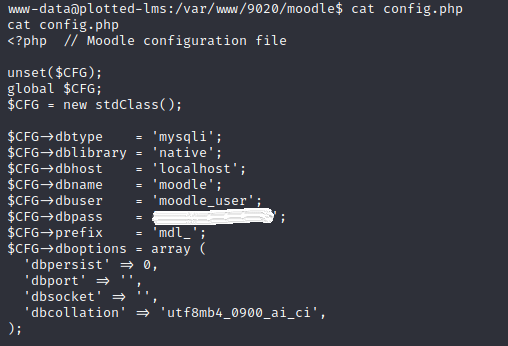 www-data@plotted-lms:/var/www/9020/moodle$ cat config.php
cat config.php
<?php  // Moodle configuration file
unset($CFG);
global $CFG;
$CFG = new stdClass();
$CFG->dbtype    = 'mysqli';
$CFG->dblibrary = 'native';
$CFG->dbhost    = 'localhost';
$CFG->dbname    = 'moodle';
$CFG->dbuser    = 'moodle_user';
$CFG->dbpass    = ';
$CFG->prefix    = 'mdl_';
$CFG->dboptions = array (
  'dbpersist' => 0,
  'dbport' => '',
  'dbsocket' => '',
  'dbcollation' => 'utf8mb4_0900_ai_ci',
);